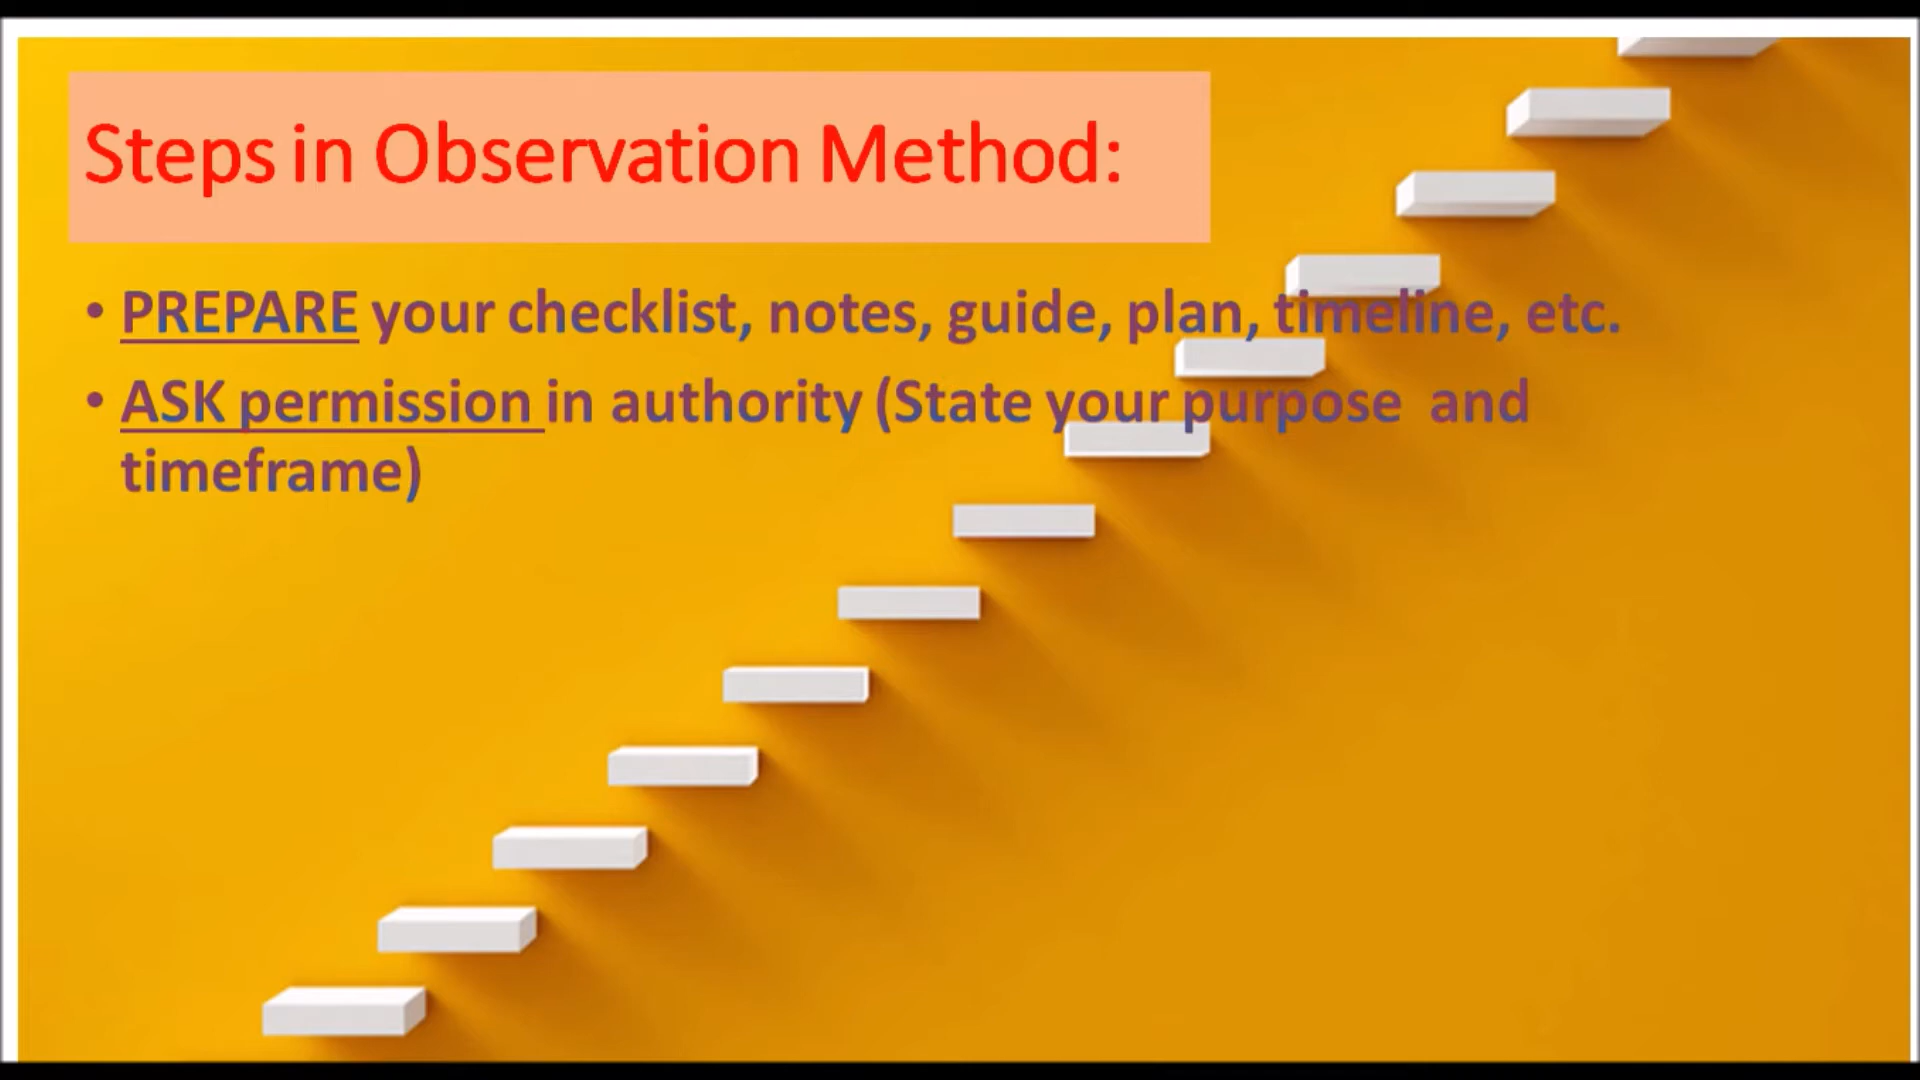 Steps in Observation Method:
• PREPARE your checklist, notes, guide, plan, timeline, etc.
• ASK permission in authority (State your purpose and
timeframe)